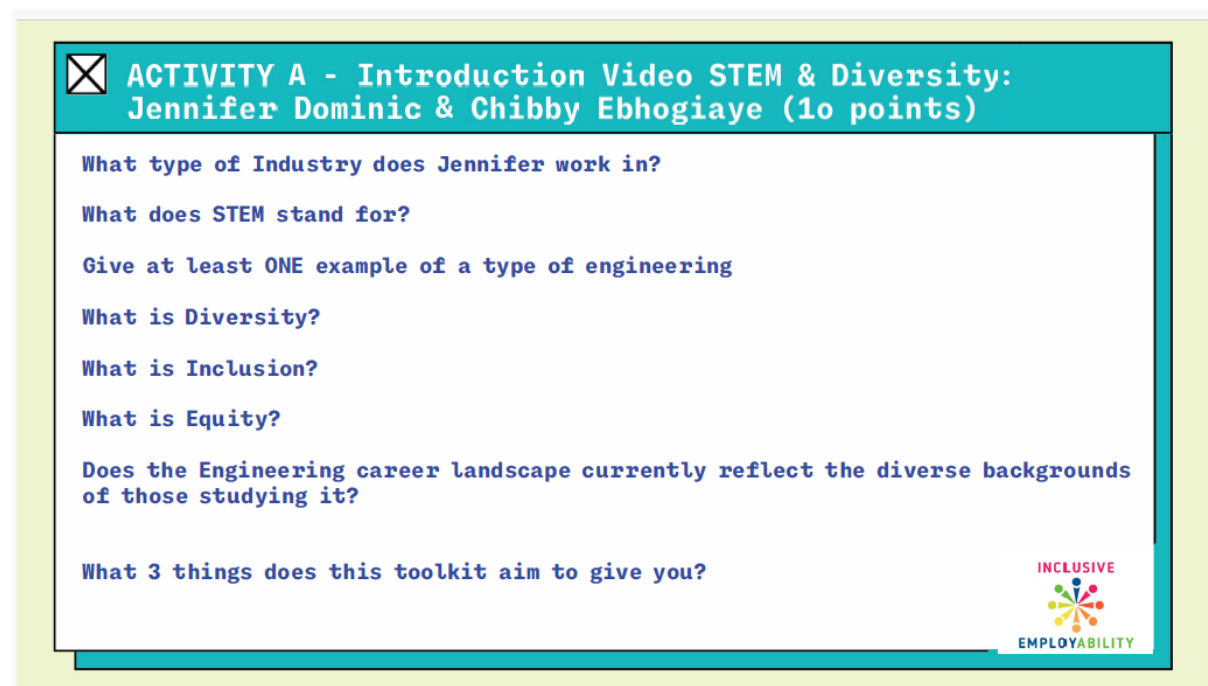 ACTIVITY A - Introduction Video STEM & Diversity:
Jennifer Dominic & Chibby Ebhogiaye (1o points)
What type of Industry does Jennifer work in?
What does STEM stand for?
Give at least ONE example of a type of engineering
What is Diversity?
What is Inclusion?
What is Equity?
Does the Engineering career landscape currently reflect the diverse backgrounds
of those studying it?
What 3 things does this toolkit aim to give you?
INCLUSIVE
EMPLOYABILITY